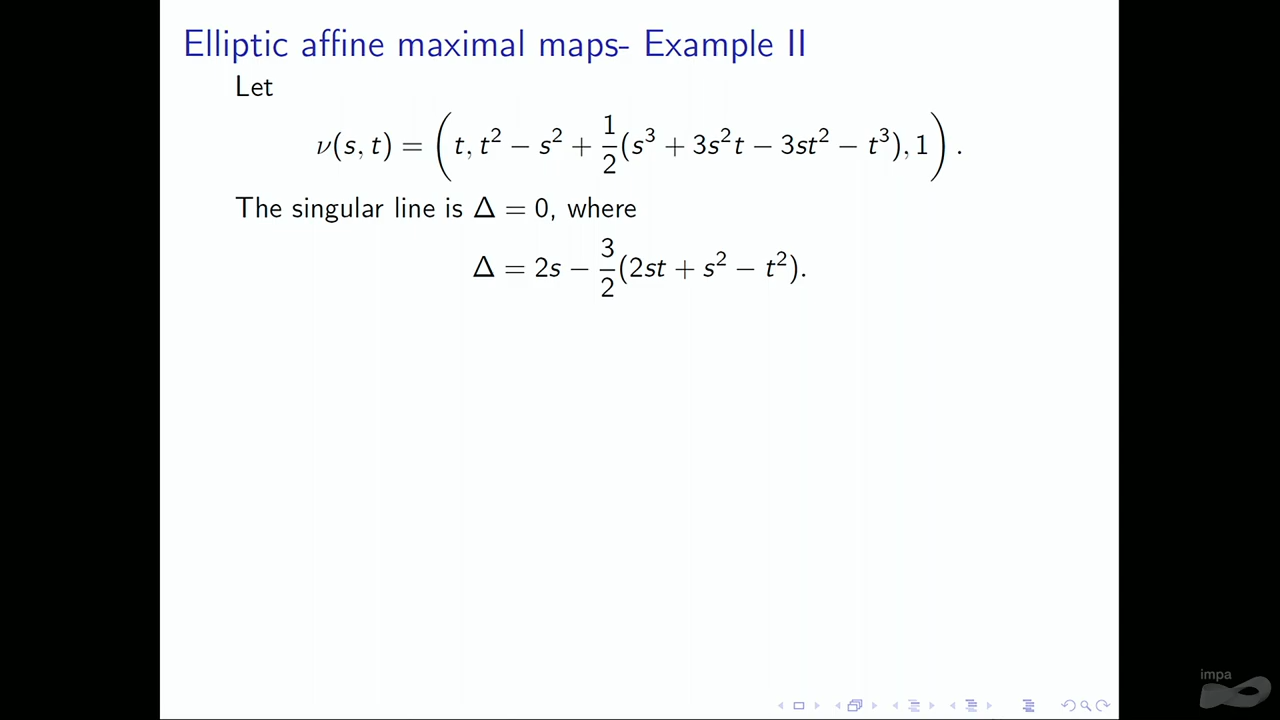 Elliptic affine maximal maps- Example II
Let
ν(s, t) = (t, t² − s² + 1/2(s³ + 3s²t − 3st² − t³), 1).
The singular line is Δ = 0, where
Δ = 2s − 3/2(2st + s² − t²).
impa